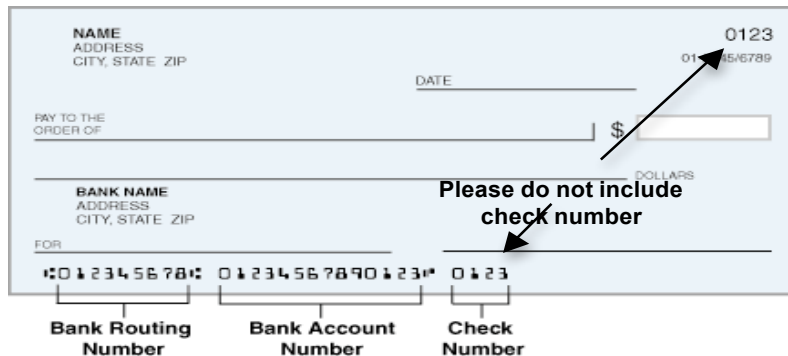 NAME
ADDRESS
CITY, STATE ZIP
0123
DATE
PAY TO THE
ORDER OF
$
DOLLARS
BANK NAME
ADDRESS
CITY, STATE ZIP
Please do not include
check number
FOR
⑆012345678⑆ 01234567890123⑈ 0123
Bank Routing
Number
Bank Account
Number
Check
Number